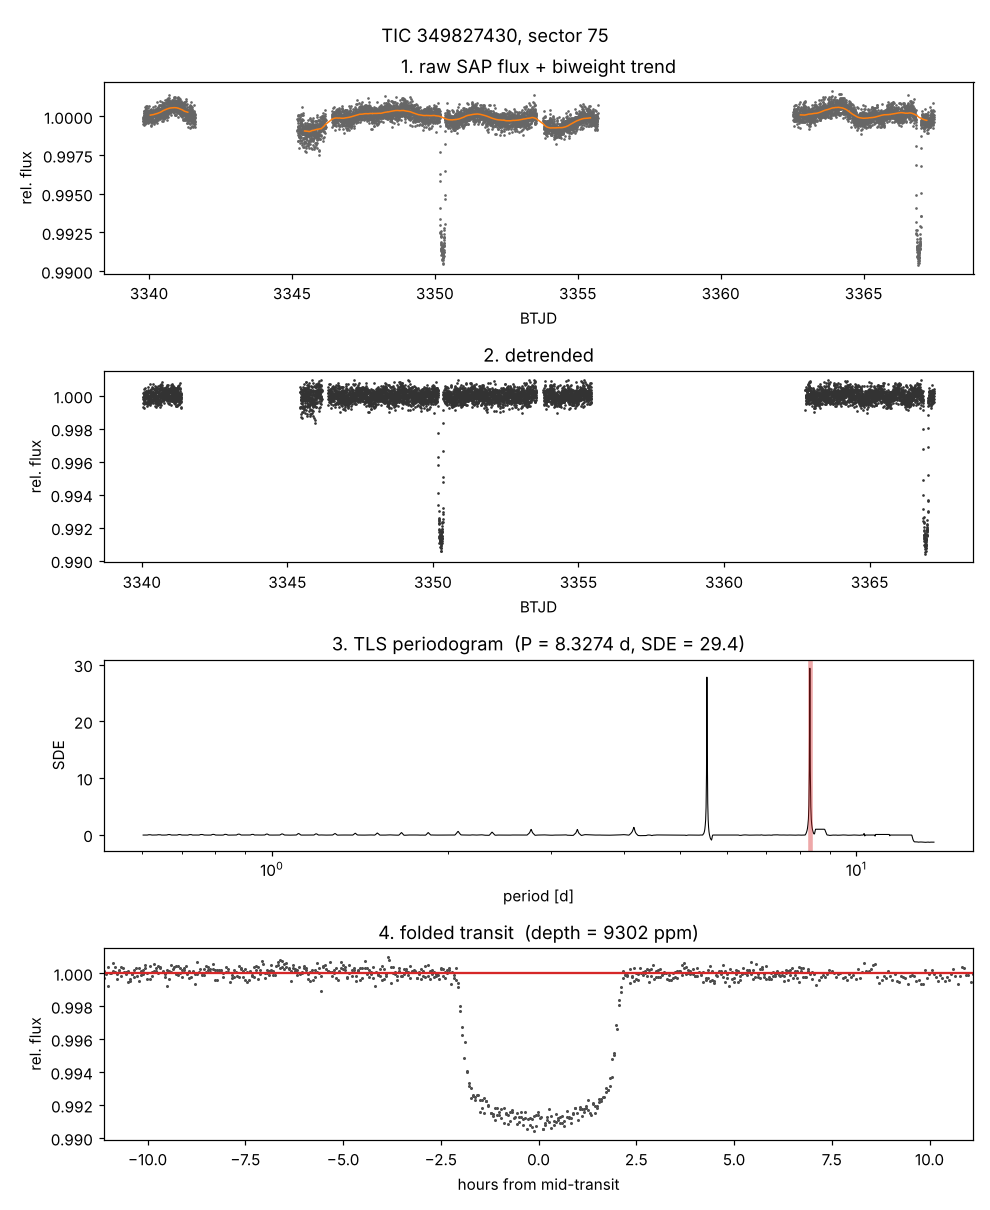 TIC 349827430, sector 75
1. raw SAP flux + biweight trend
rel. flux
1.0000
0.9975
0.9950
0.9925
0.9900
3340 3345 3350 3355 3360 3365
BTJD
2. detrended
rel. flux
1.000
0.998
0.996
0.994
0.992
0.990
3340 3345 3350 3355 3360 3365
BTJD
3. TLS periodogram (P = 8.3274 d, SDE = 29.4)
SDE
30
20
10
0
10⁰ 10¹
period [d]
4. folded transit (depth = 9302 ppm)
rel. flux
1.000
0.998
0.996
0.994
0.992
0.990
−10.0 −7.5 −5.0 −2.5 0.0 2.5 5.0 7.5 10.0
hours from mid-transit